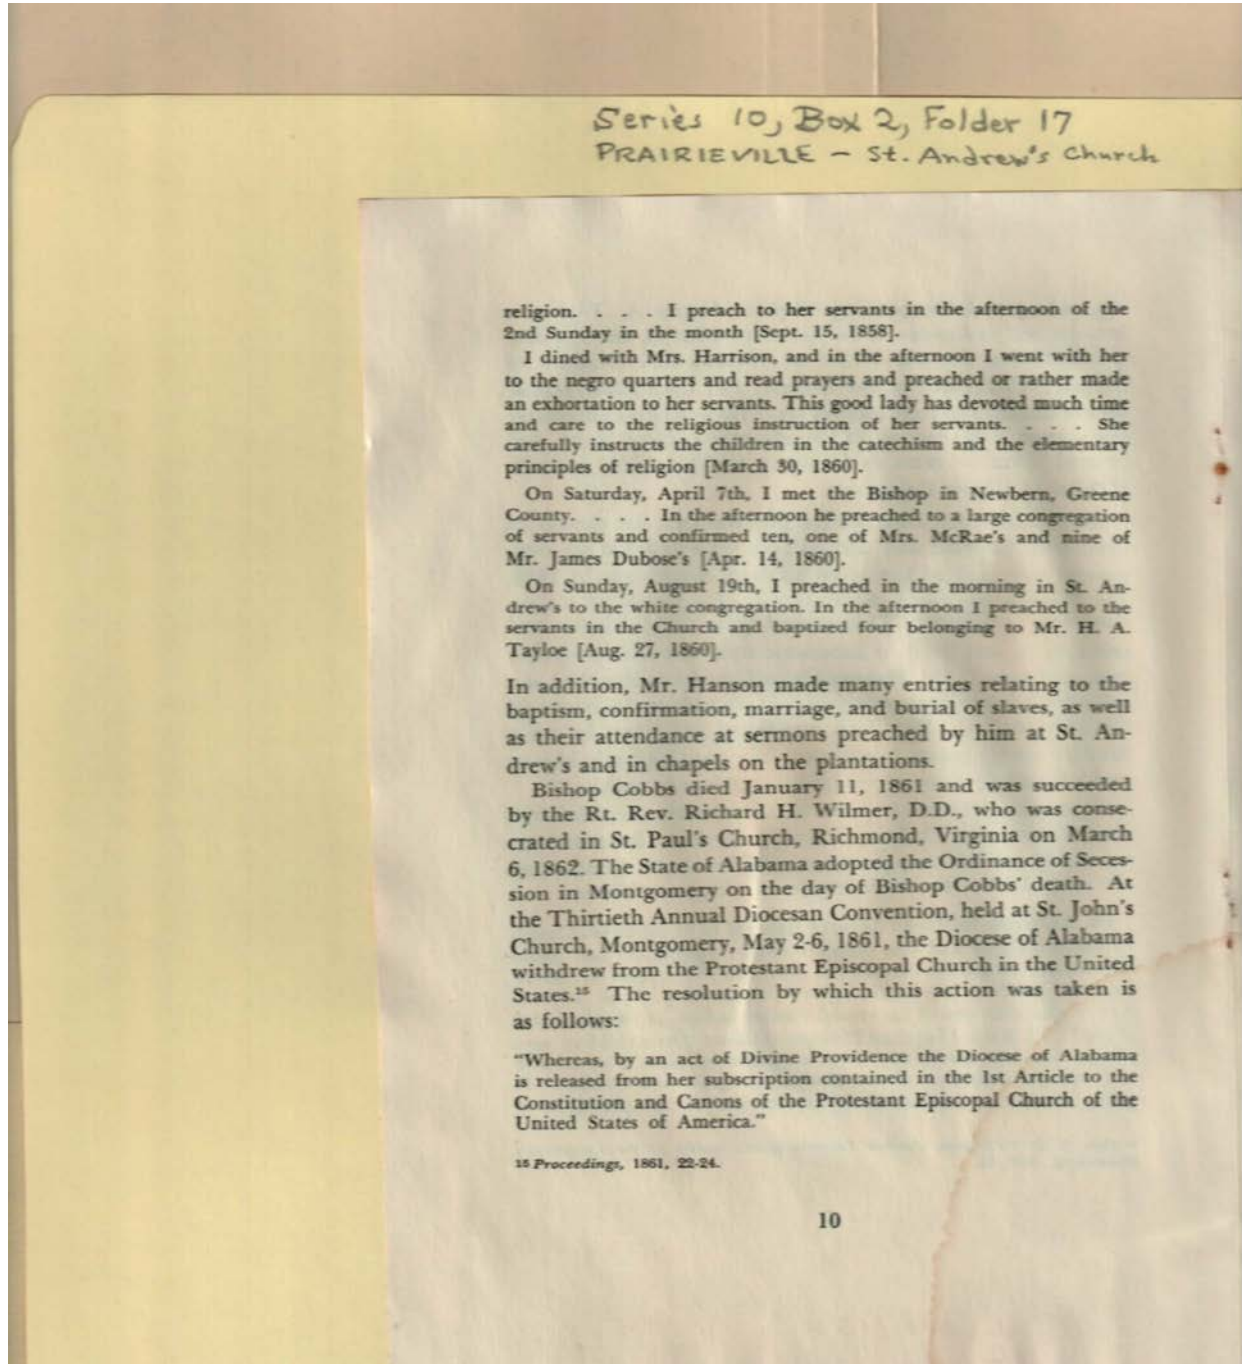 Series 10, Box 2, Folder 17
PRAIRIEVILLE - St. Andrew's Church
religion. . . . I preach to her servants in the afternoon of the
2nd Sunday in the month [Sept. 15, 1858].
I dined with Mrs. Harrison, and in the afternoon I went with her
to the negro quarters and read prayers and preached or rather made
an exhortation to her servants. This good lady has devoted much time
and care to the religious instruction of her servants. . . . She
carefully instructs the children in the catechism and the elementary
principles of religion [March 30, 1860].
On Saturday, April 7th, I met the Bishop in Newbern, Greene
County. . . . In the afternoon he preached to a large congregation
of servants and confirmed ten, one of Mrs. McRae's and nine of
Mr. James Dubose's [Apr. 14, 1860].
On Sunday, August 19th, I preached in the morning in St. An-
drew's to the white congregation. In the afternoon I preached to the
servants in the Church and baptized four belonging to Mr. H. A.
Tayloe [Aug. 27, 1860].
In addition, Mr. Hanson made many entries relating to the
baptism, confirmation, marriage, and burial of slaves, as well
as their attendance at sermons preached by him at St. An-
drew's and in chapels on the plantations.
Bishop Cobbs died January 11, 1861 and was succeeded
by the Rt. Rev. Richard H. Wilmer, D.D., who was conse-
crated in St. Paul's Church, Richmond, Virginia on March
6, 1862. The State of Alabama adopted the Ordinance of Seces-
sion in Montgomery on the day of Bishop Cobbs' death. At
the Thirtieth Annual Diocesan Convention, held at St. John's
Church, Montgomery, May 2-6, 1861, the Diocese of Alabama
withdrew from the Protestant Episcopal Church in the United
States.¹⁵ The resolution by which this action was taken is
as follows:
"Whereas, by an act of Divine Providence the Diocese of Alabama
is released from her subscription contained in the 1st Article to the
Constitution and Canons of the Protestant Episcopal Church of the
United States of America."
¹⁵ Proceedings, 1861, 22-24.
10